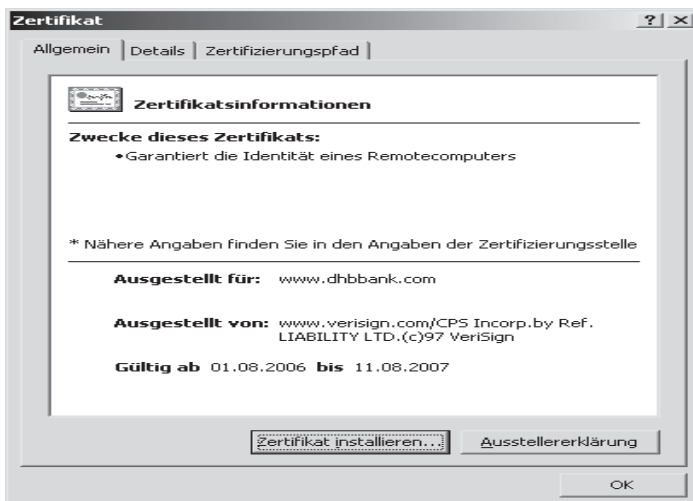 Zertifikat
Allgemein Details Zertifizierungspfad
Zertifikatsinformationen
Zwecke dieses Zertifikats:
•Garantiert die Identität eines Remotecomputers
* Nähere Angaben finden Sie in den Angaben der Zertifizierungsstelle
Ausgestellt für: www.dhbbank.com
Ausgestellt von: www.verisign.com/CPS Incorp.by Ref.
LIABILITY LTD.(c)97 VeriSign
Gültig ab 01.08.2006 bis 11.08.2007
Zertifikat installieren... Ausstellererklärung
OK